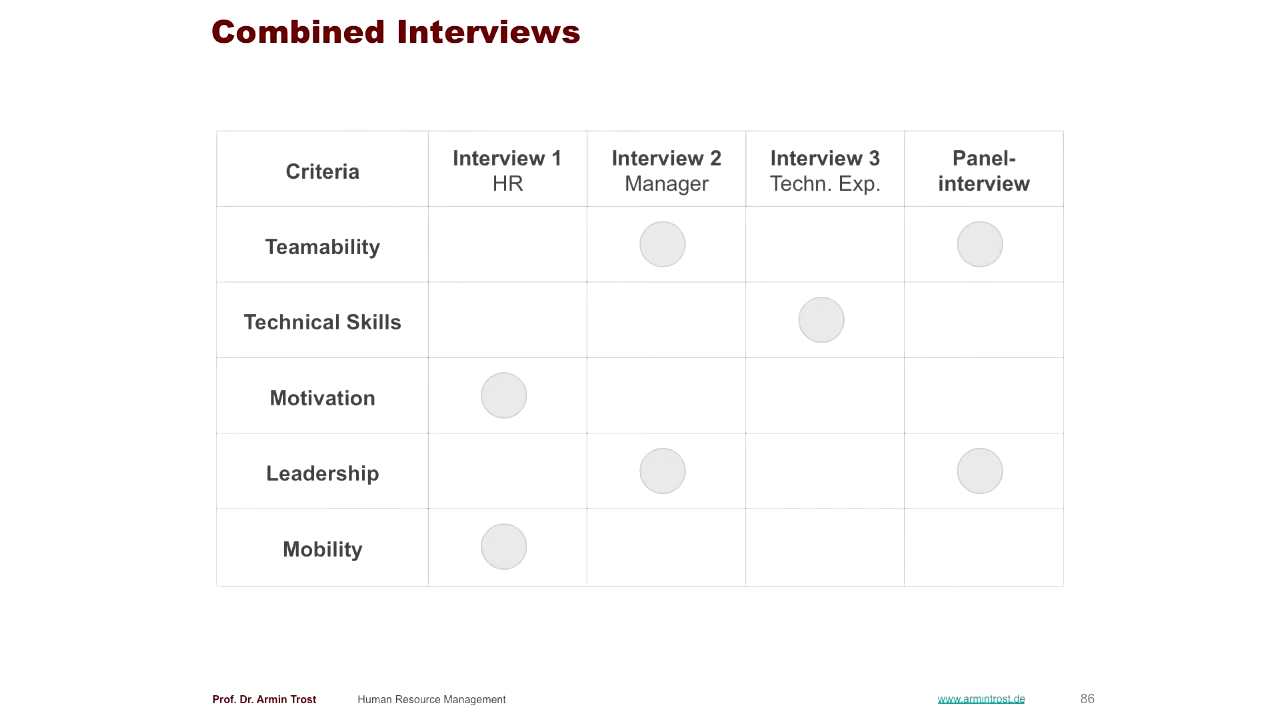 Combined Interviews
Criteria
Interview 1
HR
Interview 2
Manager
Interview 3
Techn. Exp.
Panel-
interview
Teamability
Technical Skills
Motivation
Leadership
Mobility
Prof. Dr. Armin Trost
Human Resource Management
www.armintrost.de
86